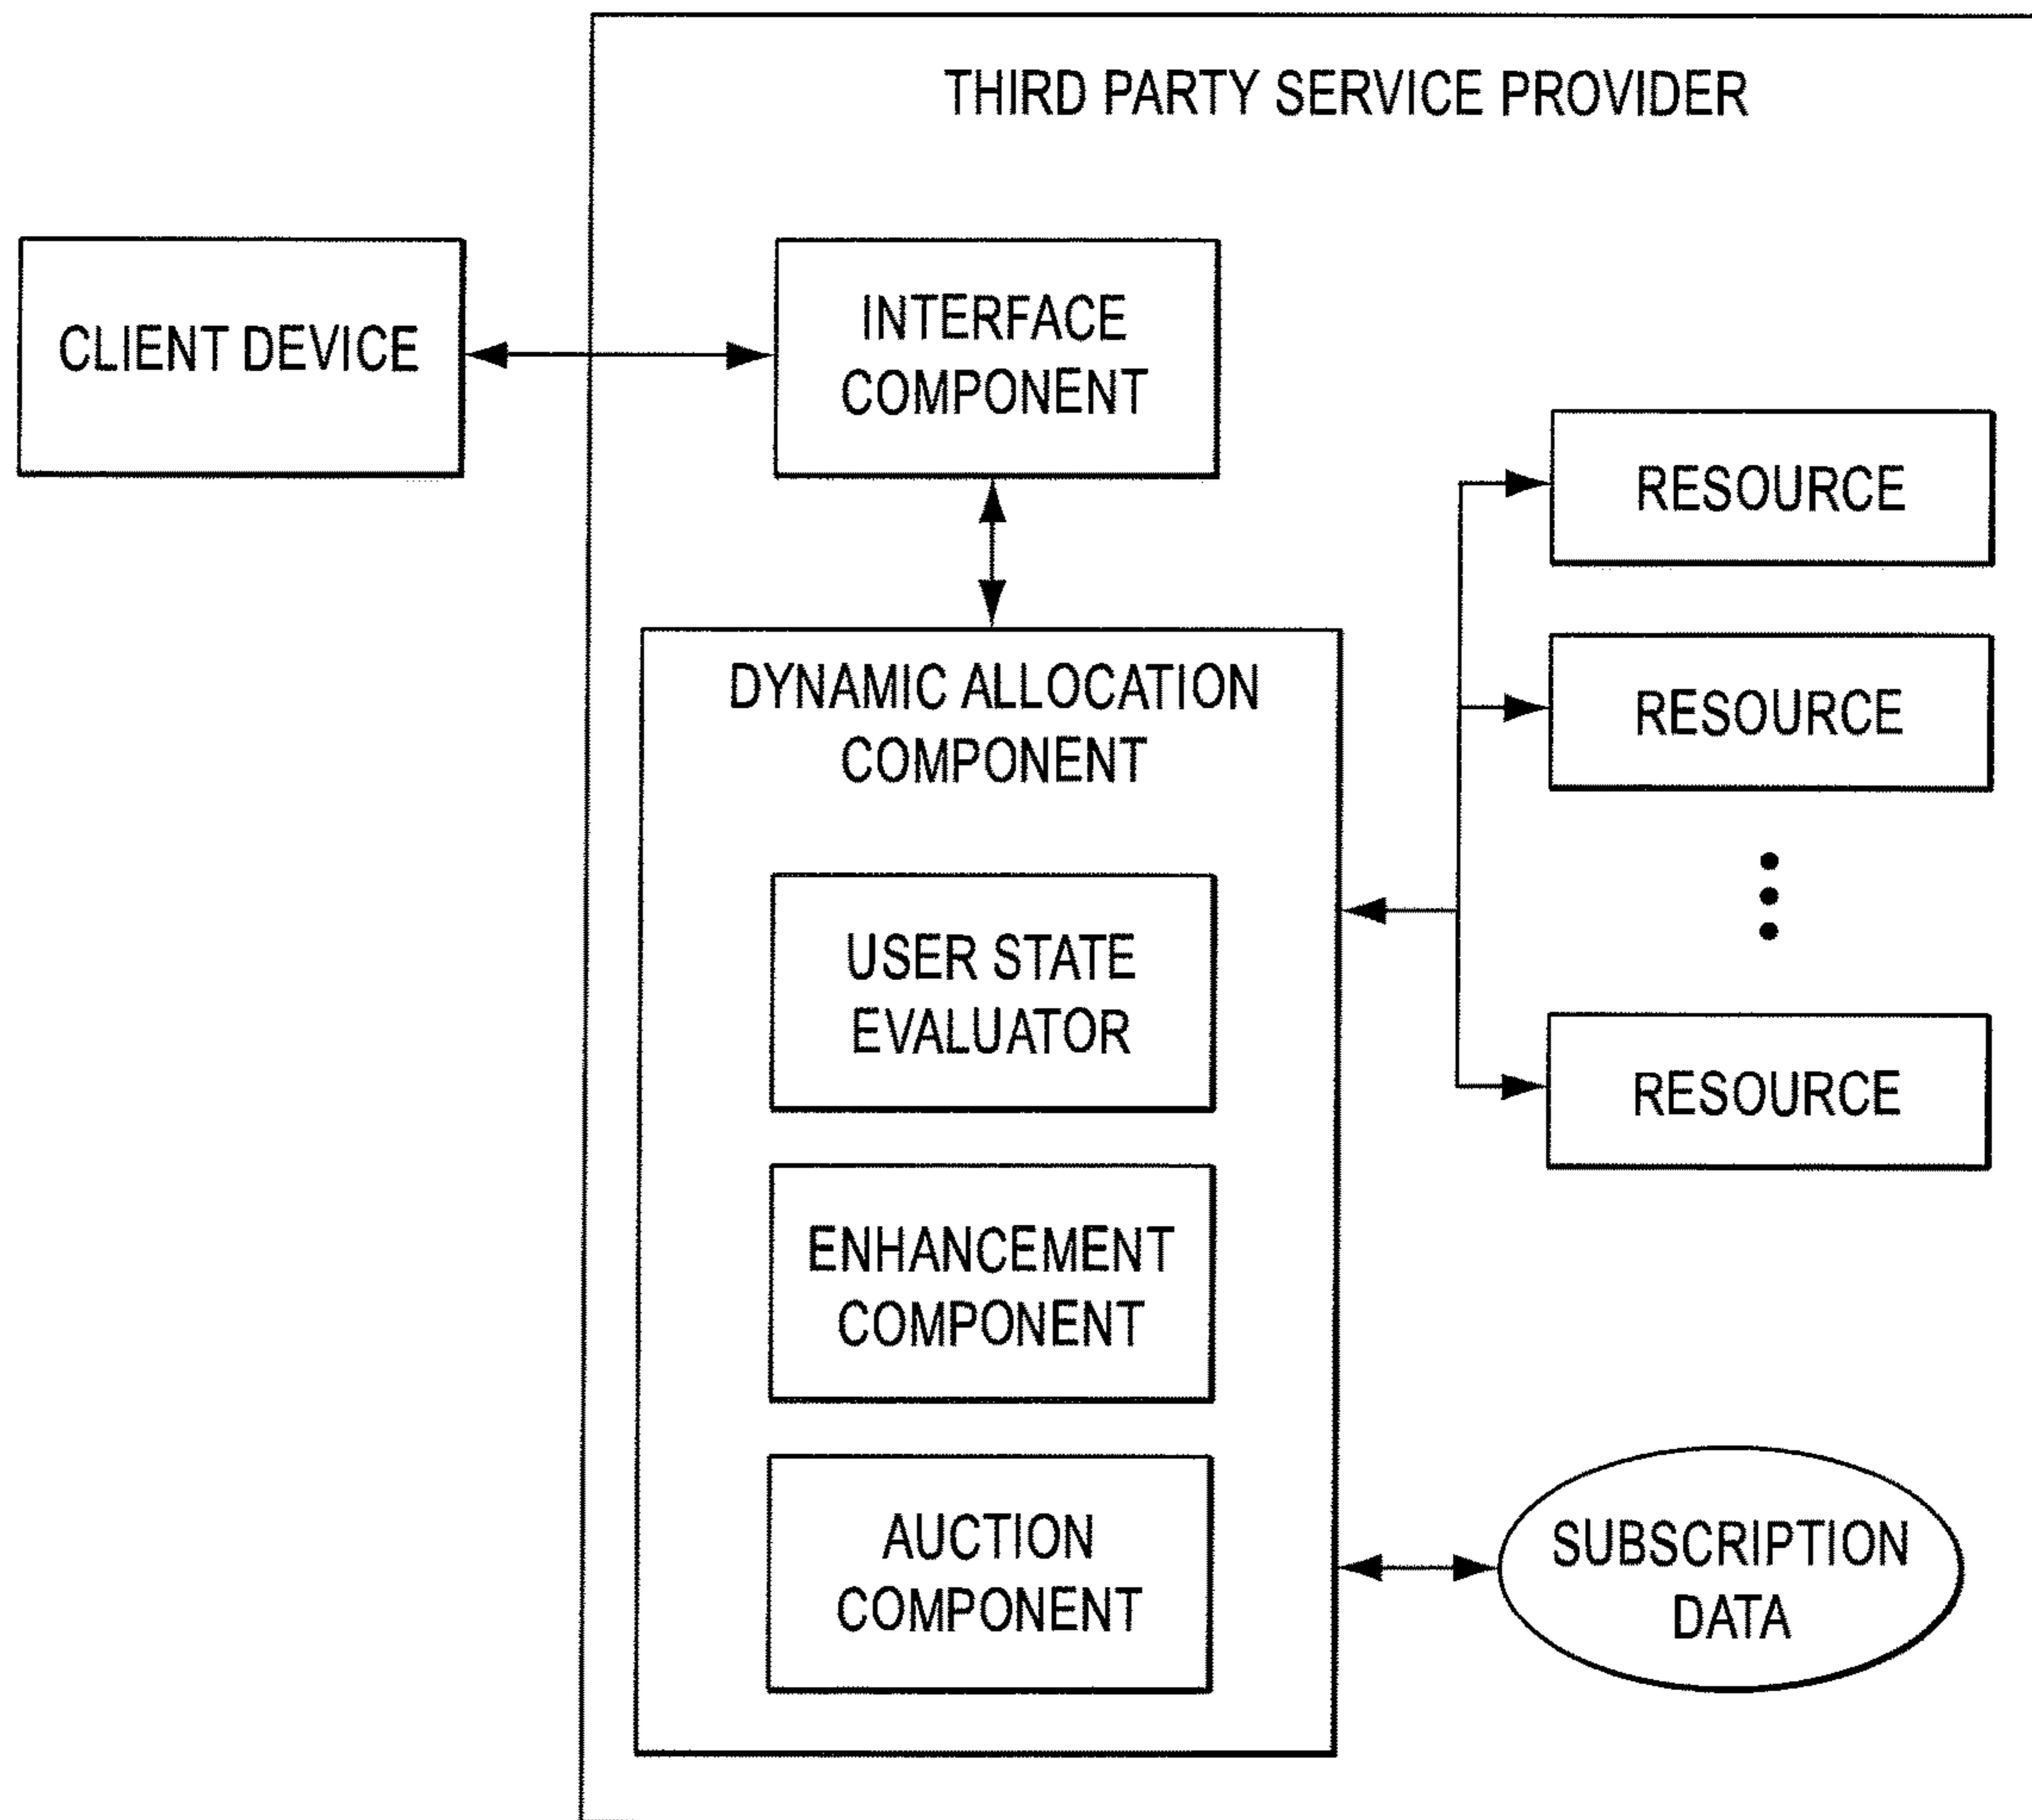 THIRD PARTY SERVICE PROVIDER
CLIENT DEVICE
INTERFACE
COMPONENT
RESOURCE
RESOURCE
RESOURCE
DYNAMIC ALLOCATION
COMPONENT
USER STATE
EVALUATOR
ENHANCEMENT
COMPONENT
AUCTION
COMPONENT
SUBSCRIPTION
DATA